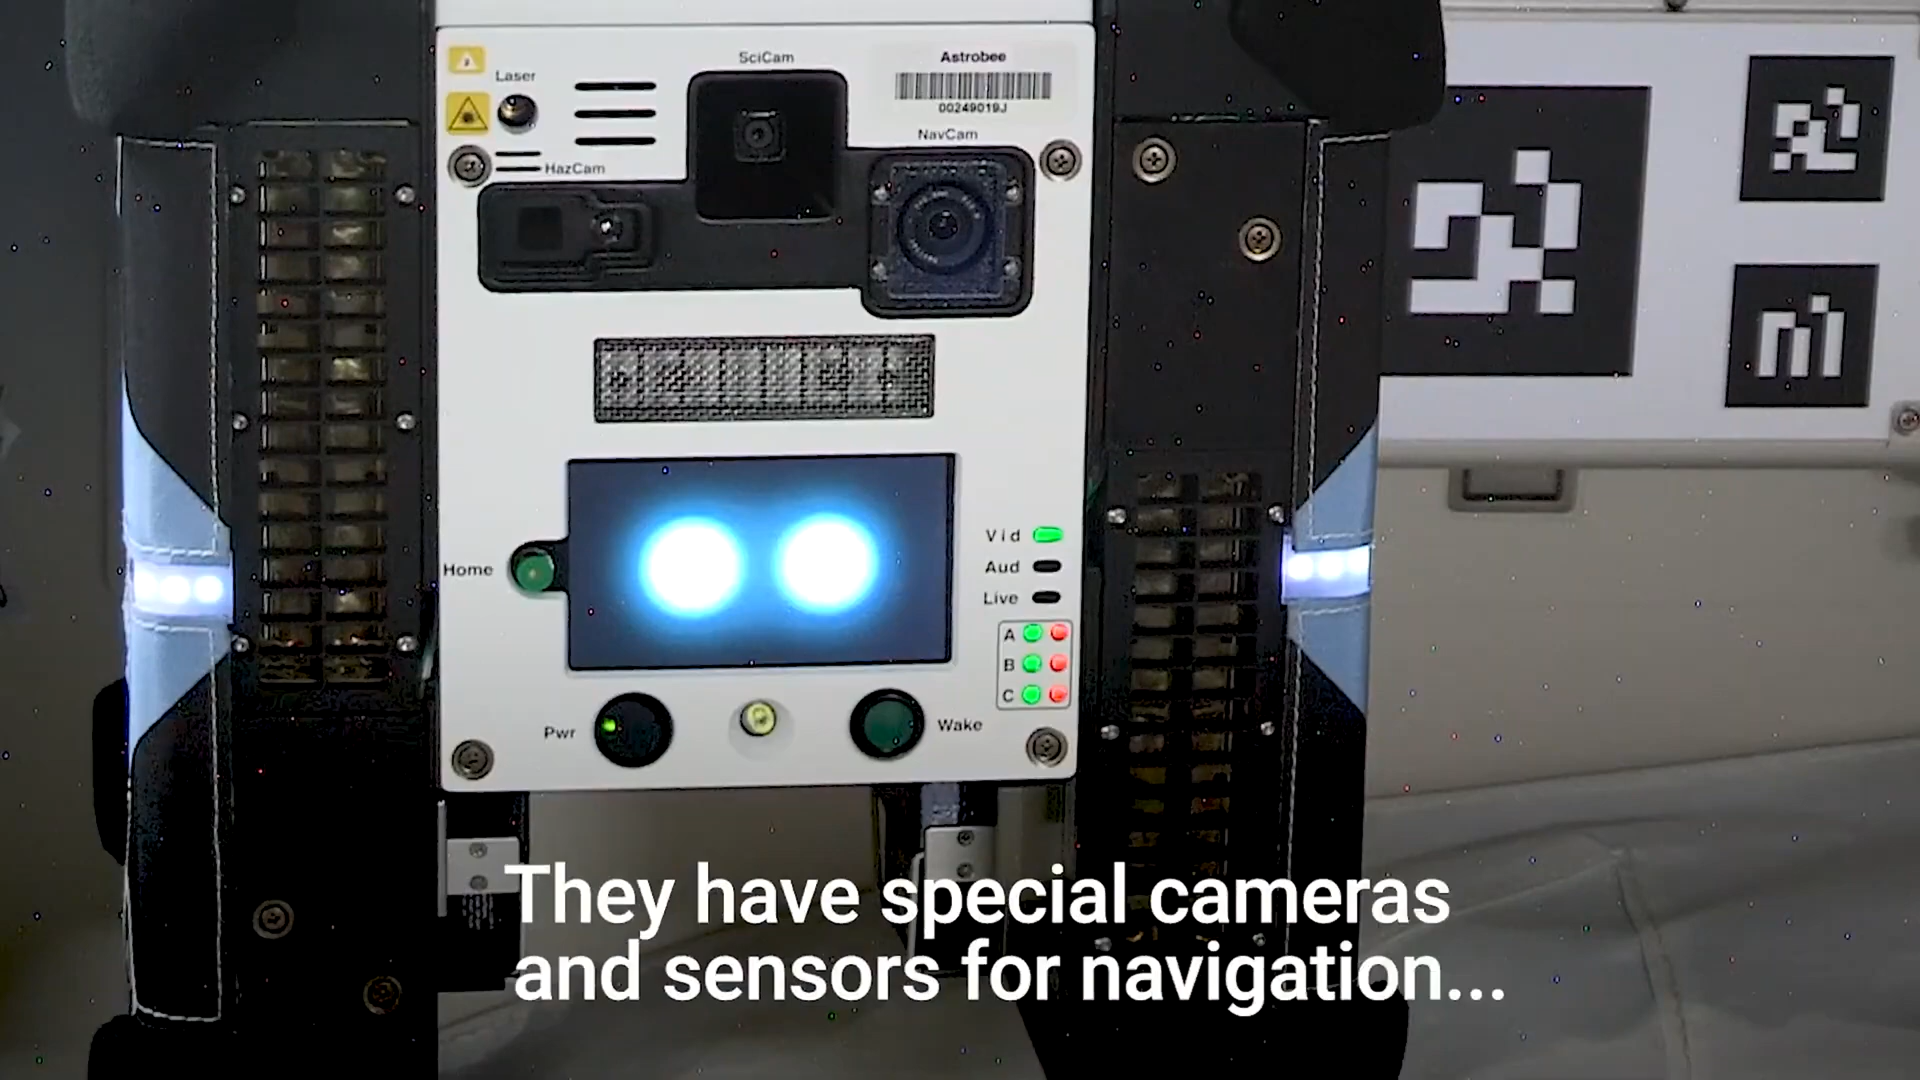 SciCam
Astrobee
Laser
00249019J
NavCam
HazCam
Vid
Aud
Home
Live
A
B
C
Pwr
Wake
They have special cameras
and sensors for navigation...